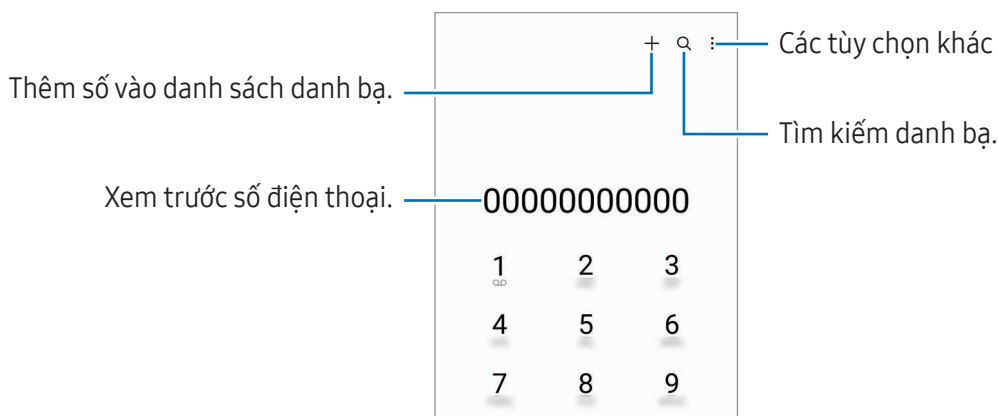 Các tùy chọn khác
Thêm số vào danh sách danh bạ.
Tìm kiếm danh bạ.
Xem trước số điện thoại.
00000000000
1 2 3
4 5 6
7 8 9